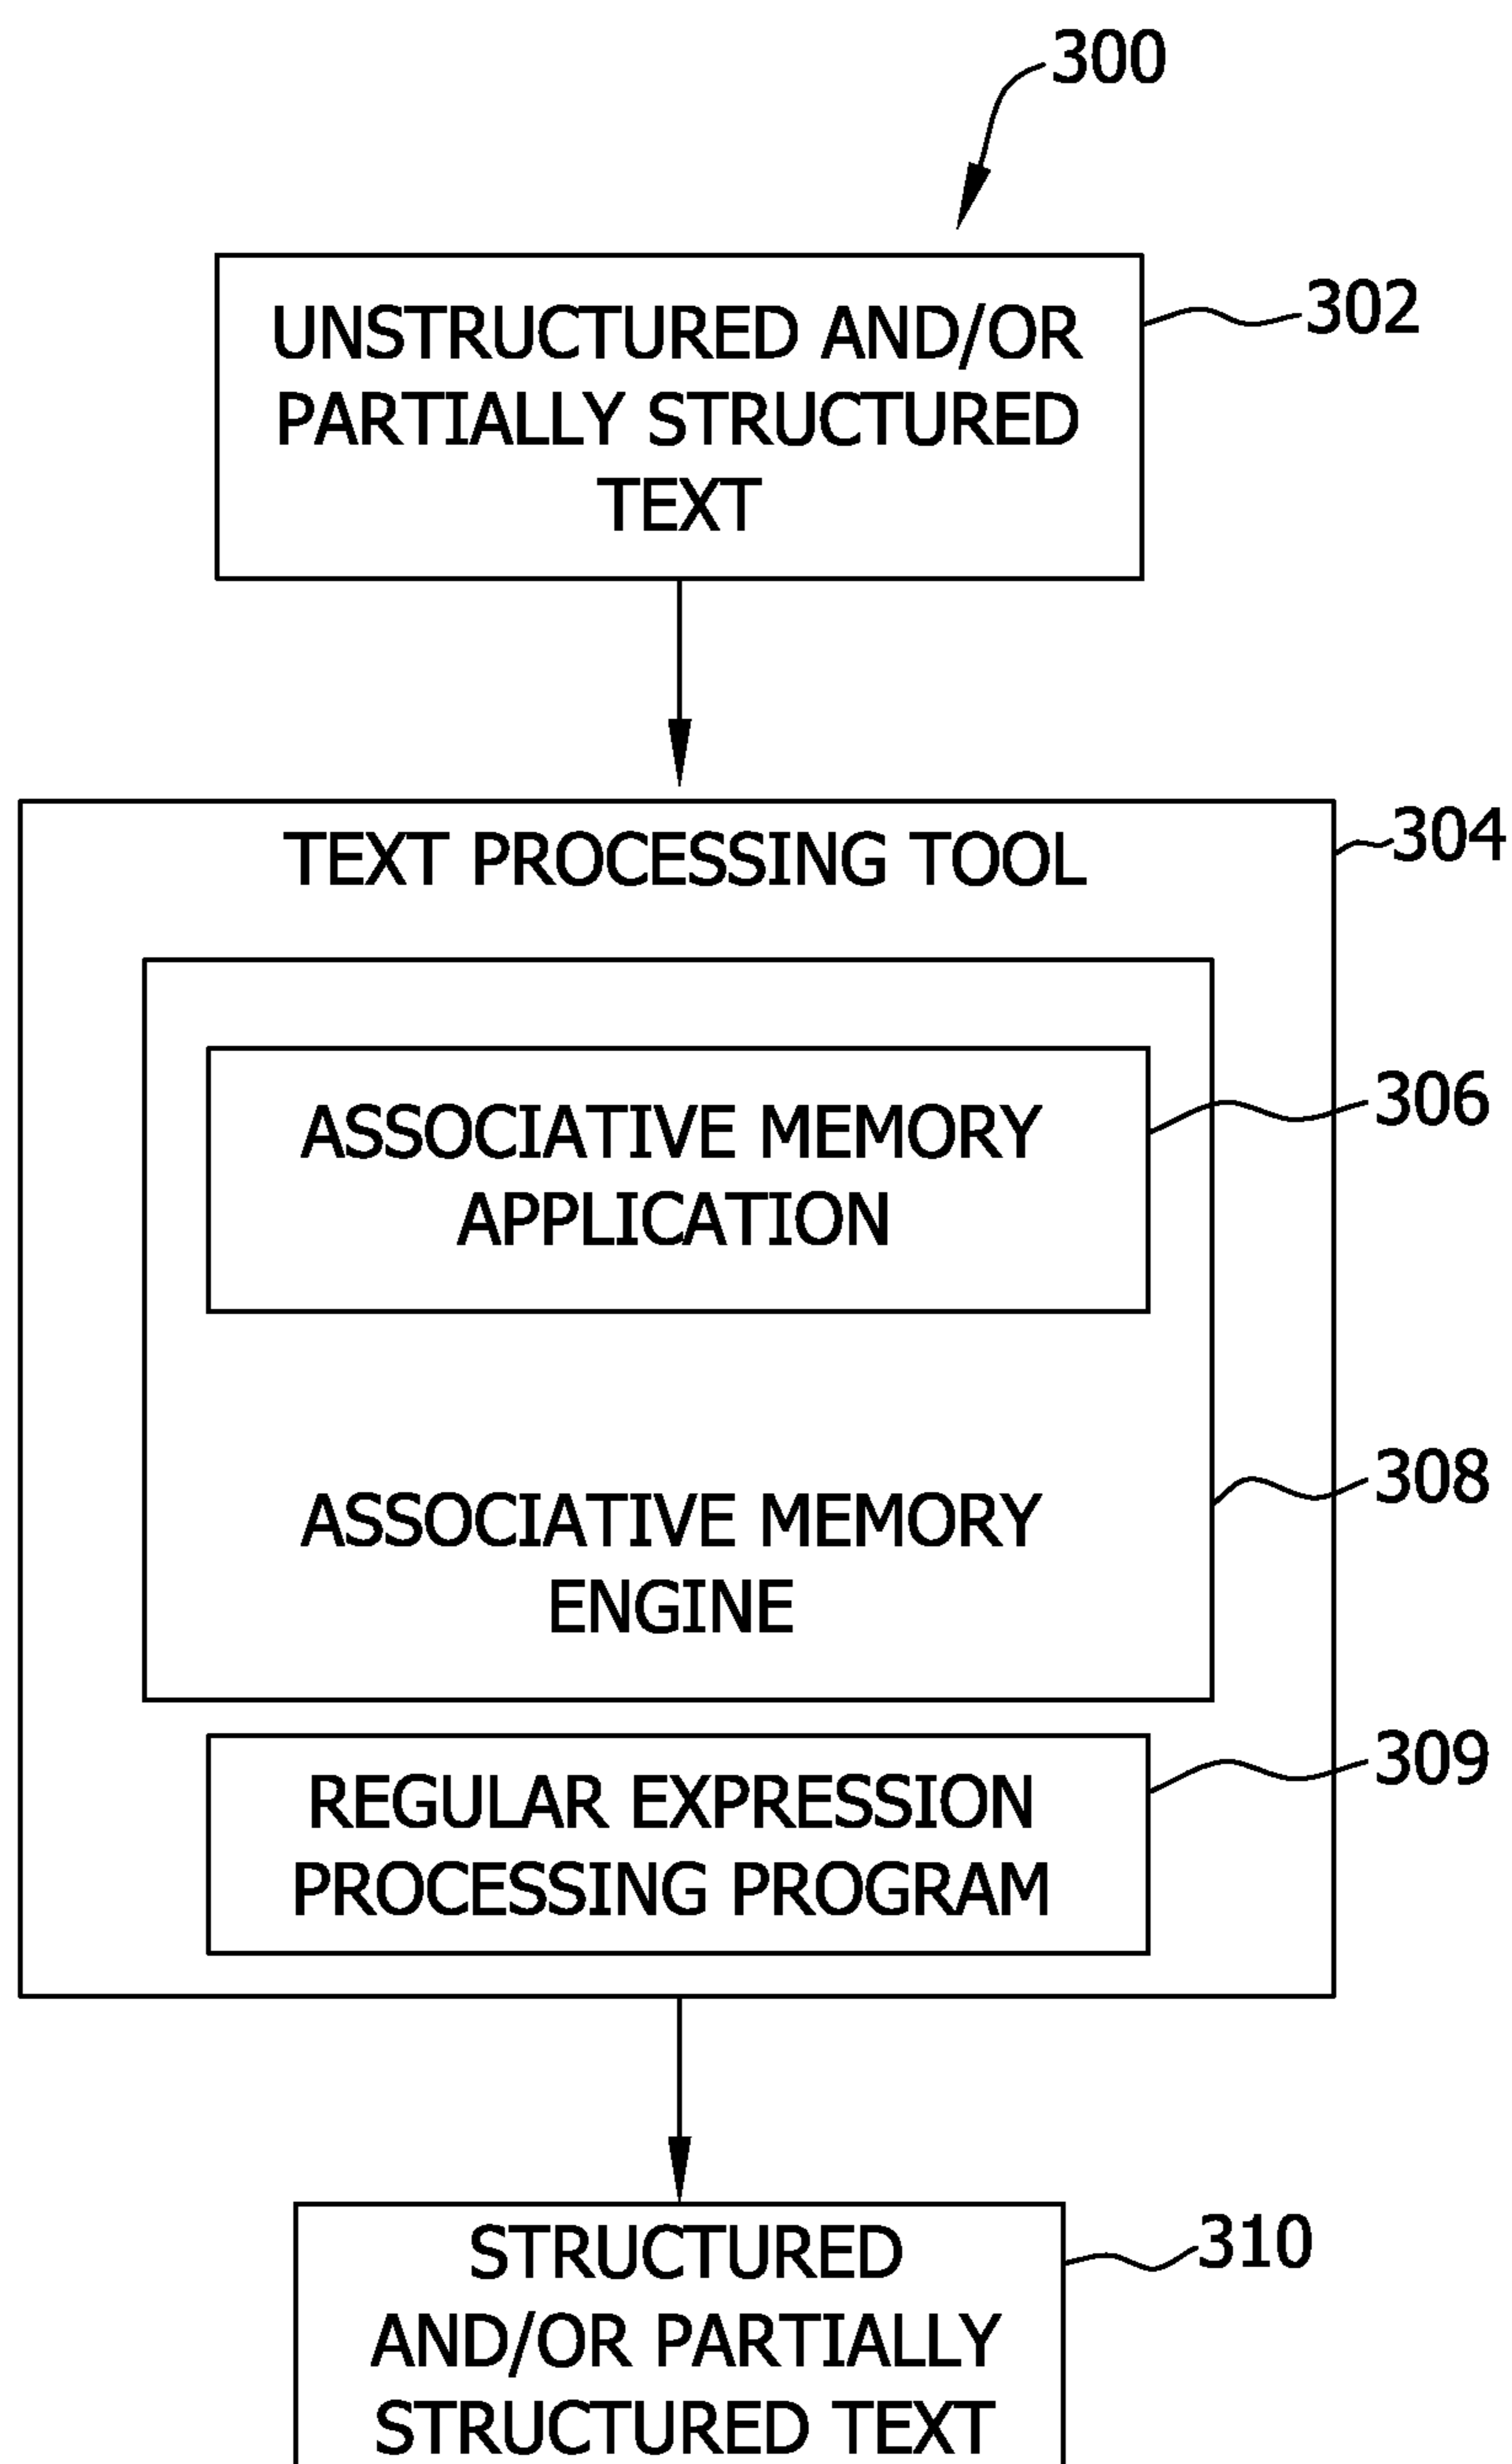 300
UNSTRUCTURED AND/OR
PARTIALLY STRUCTURED
TEXT
302
TEXT PROCESSING TOOL
304
ASSOCIATIVE MEMORY
APPLICATION
306
ASSOCIATIVE MEMORY
ENGINE
308
REGULAR EXPRESSION
PROCESSING PROGRAM
309
STRUCTURED
AND/OR PARTIALLY
STRUCTURED TEXT
310